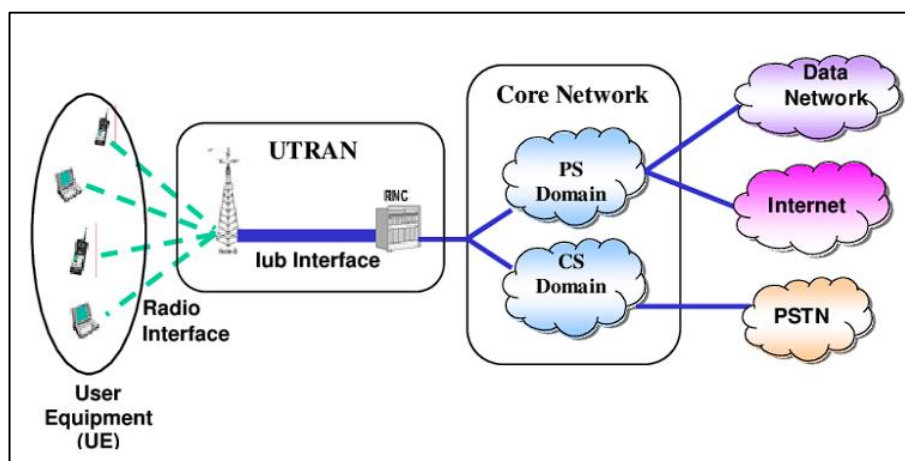 Core Network
Data
Network
UTRAN
RNC
PS
Domain
Internet
Node-B
Iub Interface
CS
Domain
Radio
Interface
PSTN
User
Equipment
(UE)